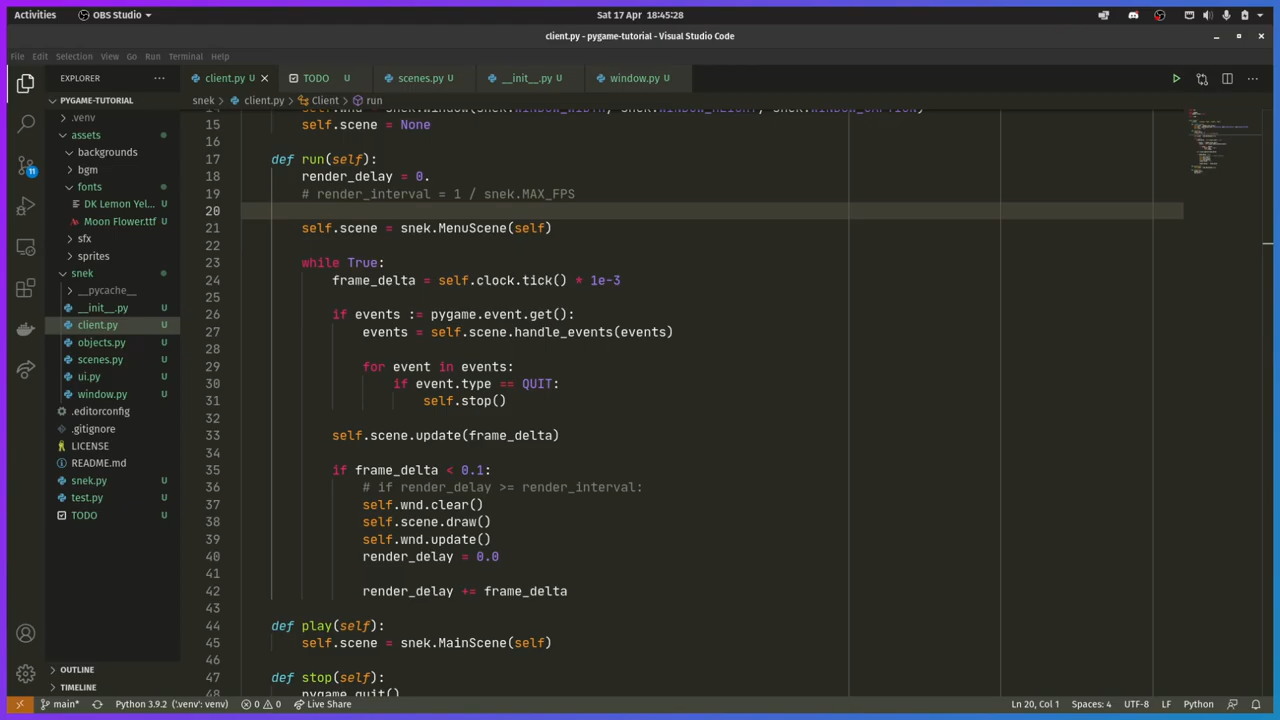 Activities
OBS Studio
Sat 17 Apr 18:45:28
client.py - pygame-tutorial - Visual Studio Code
File Edit Selection View Go Run Terminal Help
EXPLORER
client.py U
TODO U
scenes.py U
__init__.py U
window.py U
PYGAME-TUTORIAL
snek > client.py > Client > run
.venv
assets
backgrounds
bgm
fonts
DK Lemon Yel... U
Moon Flower.ttf U
sfx
sprites
snek
__pycache__
__init__.py U
client.py U
objects.py U
scenes.py U
ui.py U
window.py U
.editorconfig
.gitignore
LICENSE
README.md
snek.py U
test.py U
TODO U
OUTLINE
TIMELINE
11
15 self.scene = None
16
17 def run(self):
18 render_delay = 0.
19 # render_interval = 1 / snek.MAX_FPS
20
21 self.scene = snek.MenuScene(self)
22
23 while True:
24 frame_delta = self.clock.tick() * 1e-3
25
26 if events := pygame.event.get():
27 events = self.scene.handle_events(events)
28
29 for event in events:
30 if event.type == QUIT:
31 self.stop()
32
33 self.scene.update(frame_delta)
34
35 if frame_delta < 0.1:
36 # if render_delay >= render_interval:
37 self.wnd.clear()
38 self.scene.draw()
39 self.wnd.update()
40 render_delay = 0.0
41
42 render_delay += frame_delta
43
44 def play(self):
45 self.scene = snek.MainScene(self)
46
47 def stop(self):
48 pygame.quit()
main*
Python 3.9.2 ('.venv': venv)
0 0
Live Share
Ln 20, Col 1
Spaces: 4
UTF-8
LF
Python